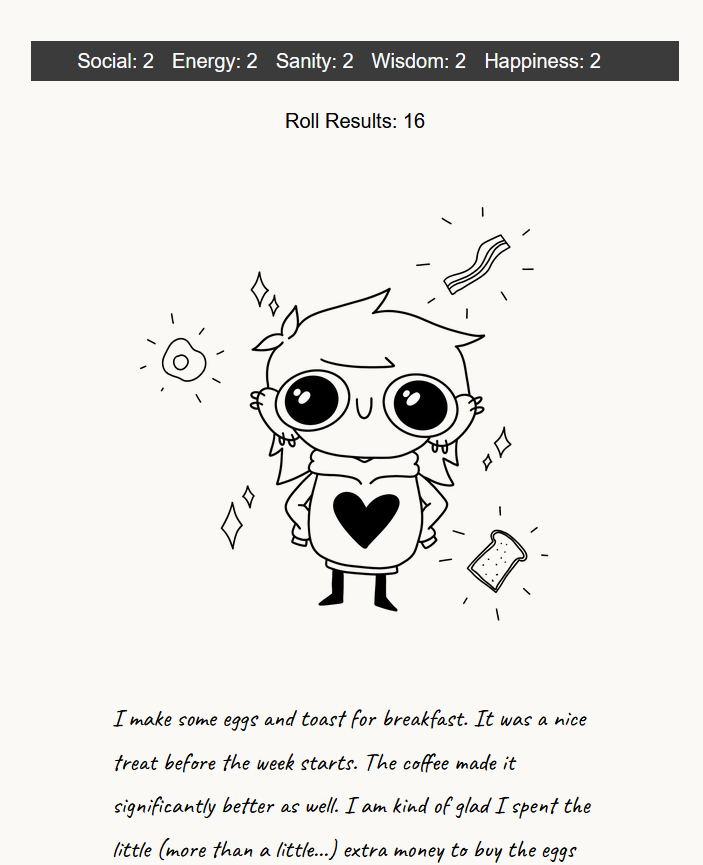 Social: 2 Energy: 2 Sanity: 2 Wisdom: 2 Happiness: 2
Roll Results: 16
I make some eggs and toast for breakfast. It was a nice
treat before the week starts. The coffee made it
significantly better as well. I am kind of glad I spent the
little (more than a little...) extra money to buy the eggs